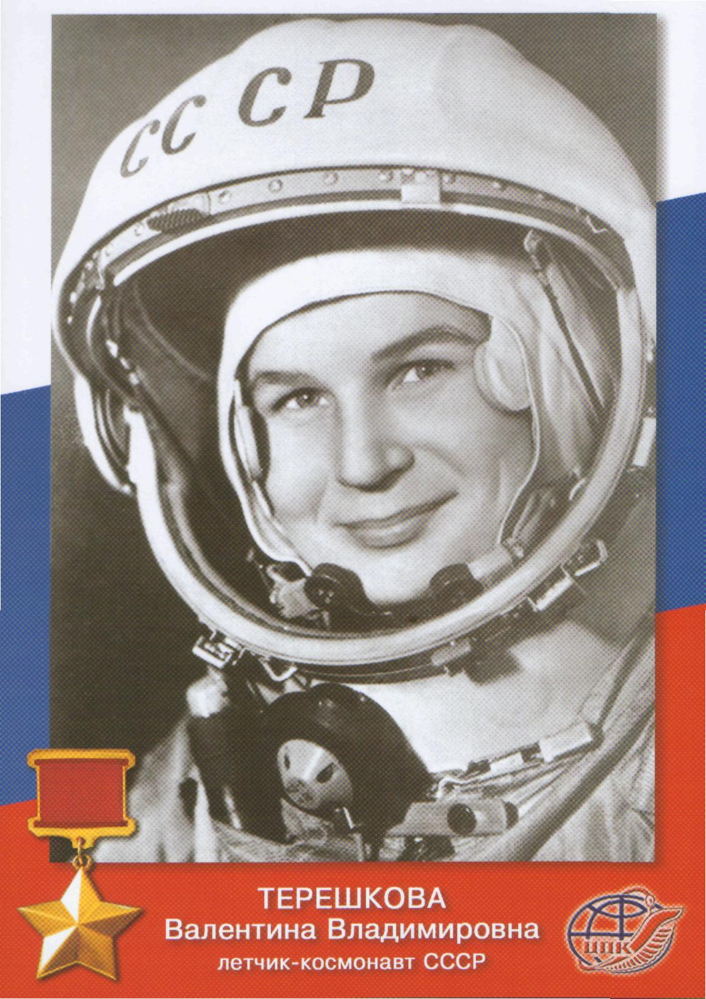 СССР
ТЕРЕШКОВА
Валентина Владимировна
летчик-космонавт СССР
ЦПК